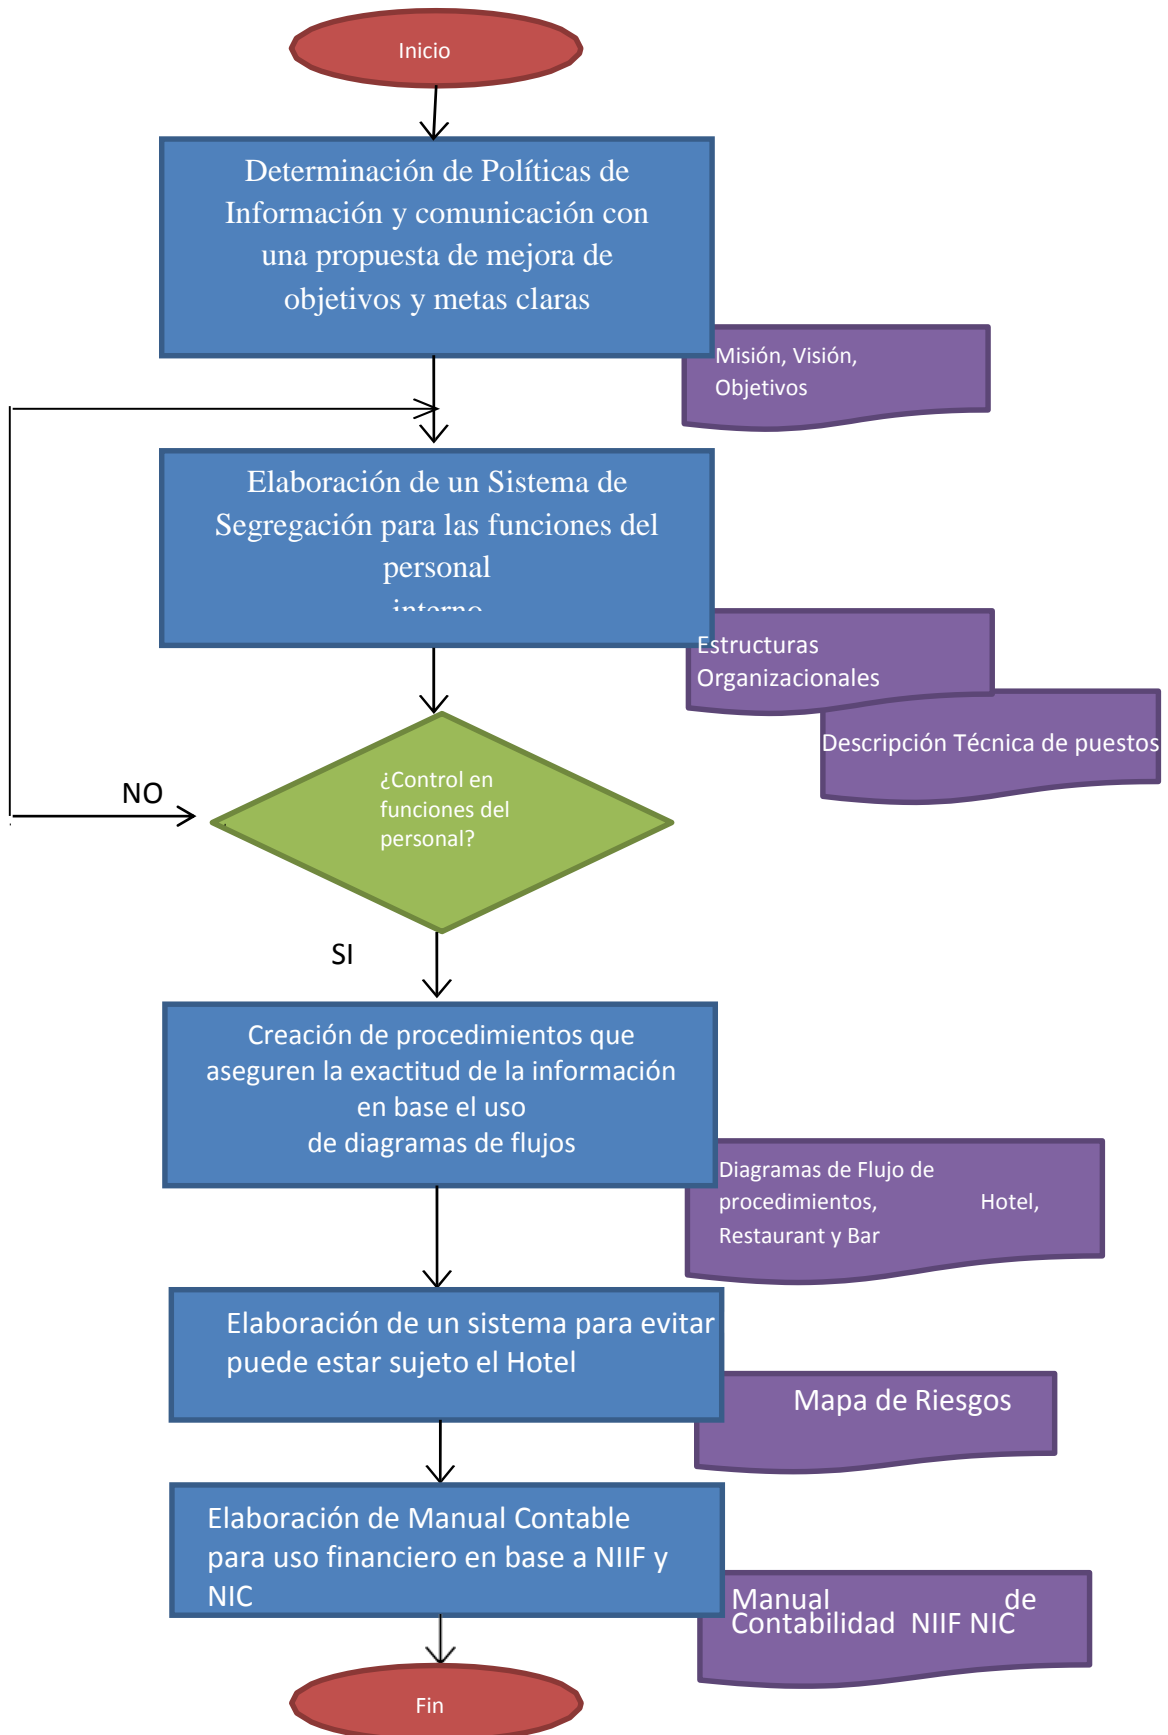 Inicio
Determinación de Políticas de
Información y comunicación con
una propuesta de mejora de
objetivos y metas claras
Misión, Visión,
Objetivos
Elaboración de un Sistema de
Segregación para las funciones del
personal
interno
Estructuras
Organizacionales
Descripción Técnica de puestos
¿Control en
funciones del
personal?
NO
SI
Creación de procedimientos que
aseguren la exactitud de la información
en base el uso
de diagramas de flujos
Diagramas de Flujo de
procedimientos, Hotel,
Restaurant y Bar
Elaboración de un sistema para evitar
puede estar sujeto el Hotel
Mapa de Riesgos
Elaboración de Manual Contable
para uso financiero en base a NIIF y
NIC
Manual de
Contabilidad NIIF NIC
Fin